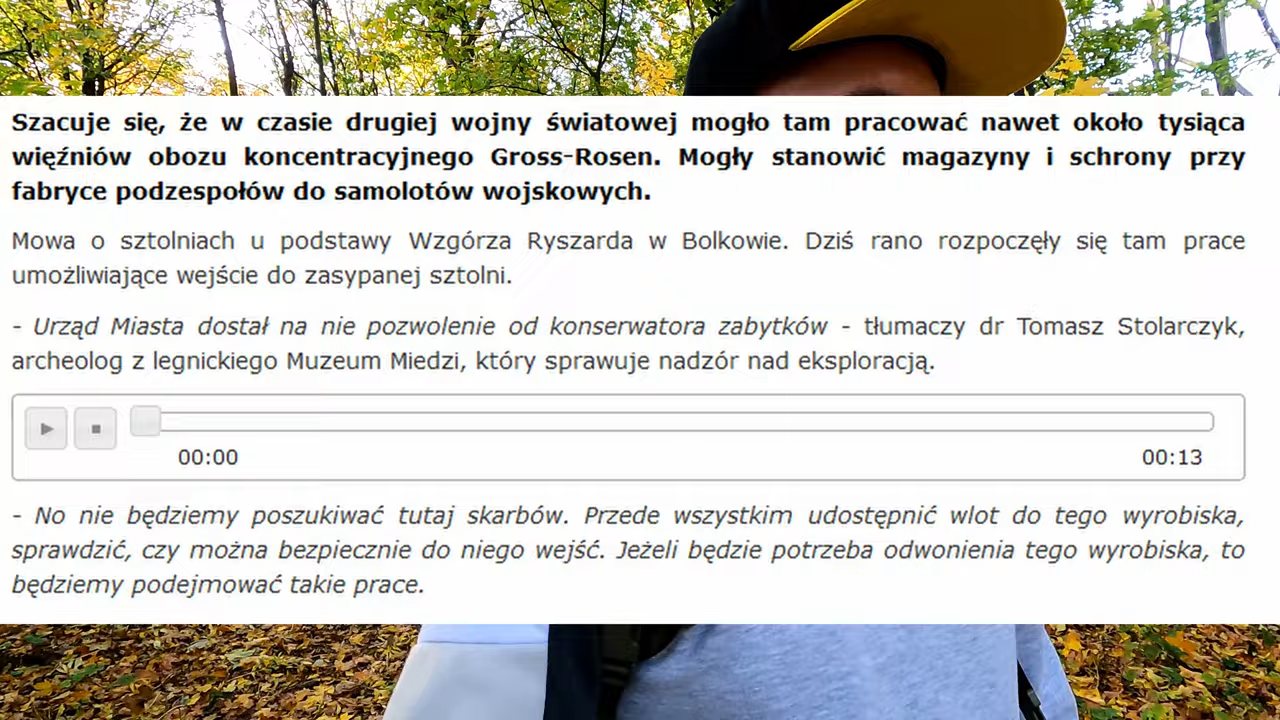 Szacuje się, że w czasie drugiej wojny światowej mogło tam pracować nawet około tysiąca
więźniów obozu koncentracyjnego Gross-Rosen. Mogły stanowić magazyny i schrony przy
fabryce podzespołów do samolotów wojskowych.
Mowa o sztolniach u podstawy Wzgórza Ryszarda w Bolkowie. Dziś rano rozpoczęły się tam prace
umożliwiające wejście do zasypanej sztolni.
- Urząd Miasta dostał na nie pozwolenie od konserwatora zabytków - tłumaczy dr Tomasz Stolarczyk,
archeolog z legnickiego Muzeum Miedzi, który sprawuje nadzór nad eksploracją.
00:00 00:13
- No nie będziemy poszukiwać tutaj skarbów. Przede wszystkim udostępnić wlot do tego wyrobiska,
sprawdzić, czy można bezpiecznie do niego wejść. Jeżeli będzie potrzeba odwonienia tego wyrobiska, to
będziemy podejmować takie prace.